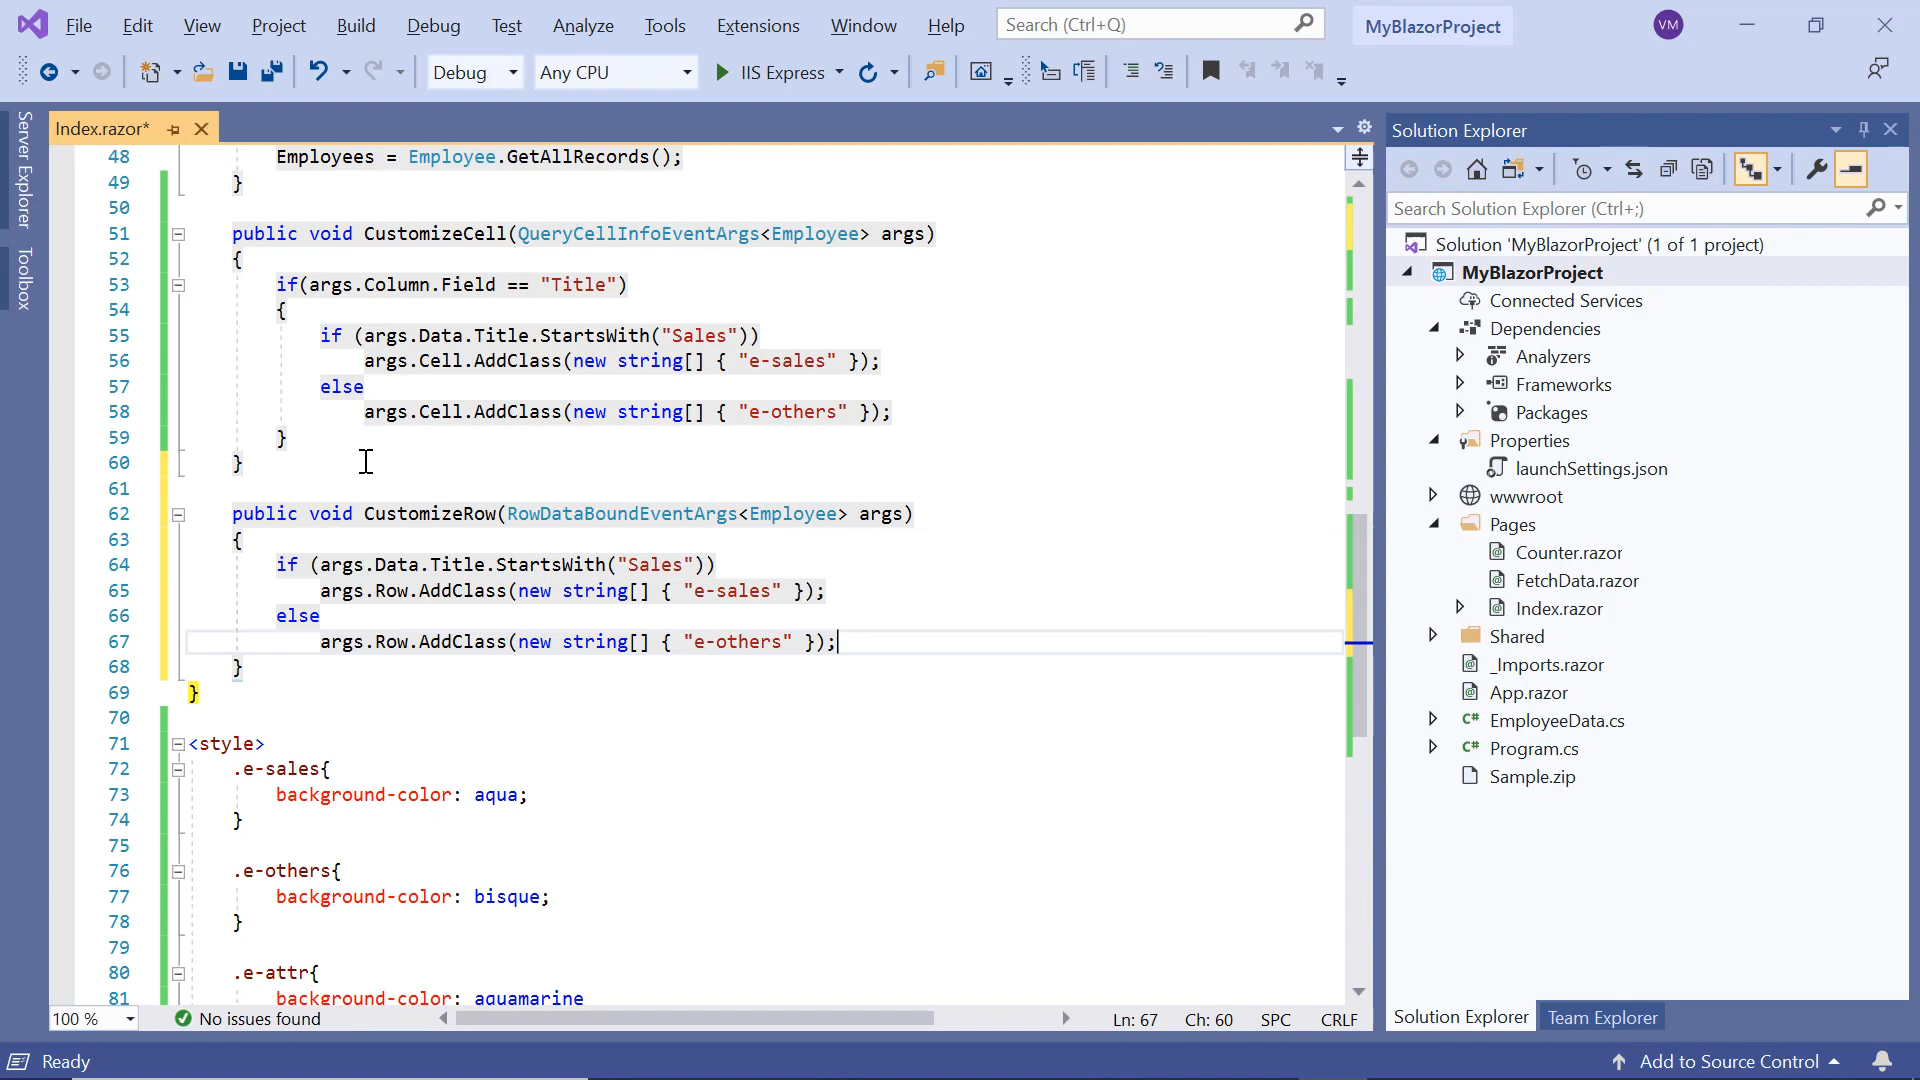 File Edit View Project Build Debug Test Analyze Tools Extensions Window Help Search (Ctrl+Q) MyBlazorProject VM
Debug Any CPU IIS Express
Server Explorer
Toolbox
Index.razor*
48 Employees = Employee.GetAllRecords();
49 }
50
51 public void CustomizeCell(QueryCellInfoEventArgs<Employee> args)
52 {
53 if(args.Column.Field == "Title")
54 {
55 if (args.Data.Title.StartsWith("Sales"))
56 args.Cell.AddClass(new string[] { "e-sales" });
57 else
58 args.Cell.AddClass(new string[] { "e-others" });
59 }
60 }
61
62 public void CustomizeRow(RowDataBoundEventArgs<Employee> args)
63 {
64 if (args.Data.Title.StartsWith("Sales"))
65 args.Row.AddClass(new string[] { "e-sales" });
66 else
67 args.Row.AddClass(new string[] { "e-others" });
68 }
69 }
70
71 <style>
72 .e-sales{
73 background-color: aqua;
74 }
75
76 .e-others{
77 background-color: bisque;
78 }
79
80 .e-attr{
81 background-color: aquamarine
100 % No issues found Ln: 67 Ch: 60 SPC CRLF
Solution Explorer
Search Solution Explorer (Ctrl+;)
Solution 'MyBlazorProject' (1 of 1 project)
MyBlazorProject
Connected Services
Dependencies
Analyzers
Frameworks
Packages
Properties
launchSettings.json
wwwroot
Pages
Counter.razor
FetchData.razor
Index.razor
Shared
_Imports.razor
App.razor
C# EmployeeData.cs
C# Program.cs
Sample.zip
Solution Explorer Team Explorer
Ready Add to Source Control